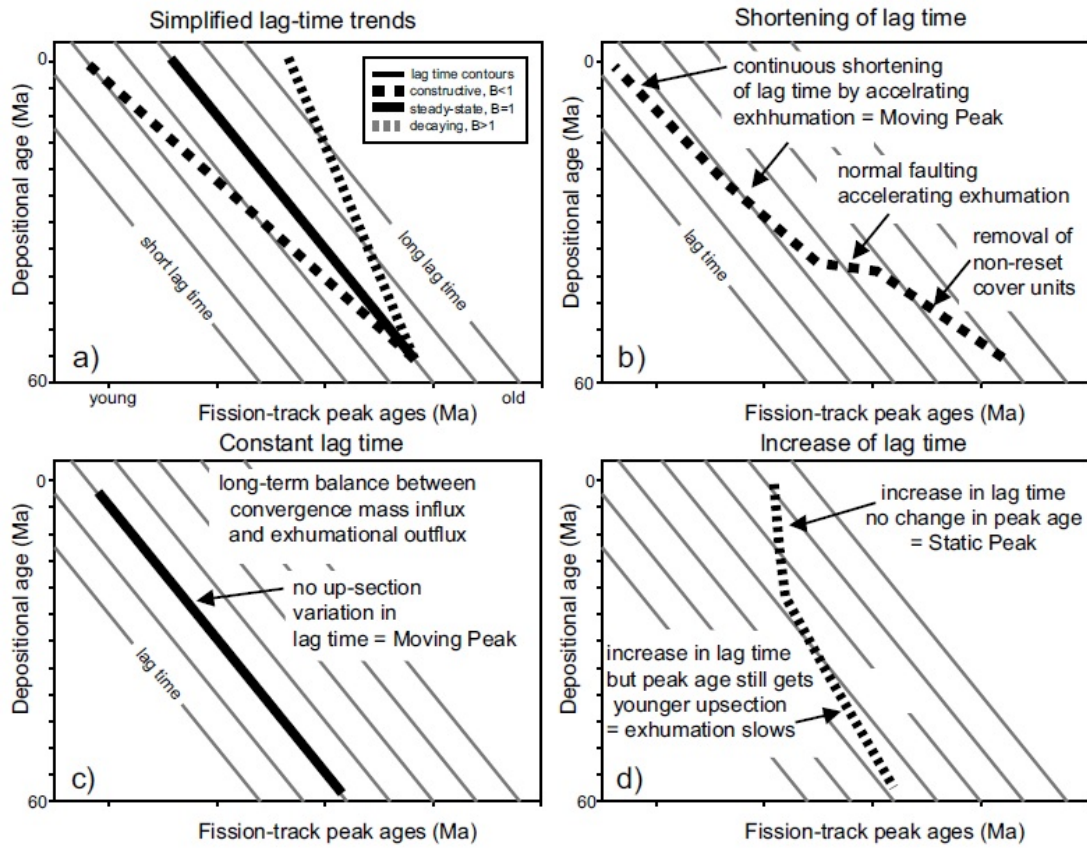 Simplified lag-time trends
0
Depositional age (Ma)
60
lag time contours
constructive, B<1
steady-state, B=1
decaying, B>1
short lag time
long lag time
a)
young
old
Fission-track peak ages (Ma)
Shortening of lag time
0
Depositional age (Ma)
60
continuous shortening
of lag time by accelrating
exhhumation = Moving Peak
normal faulting
accelerating exhumation
removal of
non-reset
cover units
lag time
b)
Fission-track peak ages (Ma)
Constant lag time
0
Depositional age (Ma)
60
long-term balance between
convergence mass influx
and exhumational outflux
no up-section
variation in
lag time = Moving Peak
lag time
c)
Fission-track peak ages (Ma)
Increase of lag time
0
Depositional age (Ma)
60
increase in lag time
no change in peak age
= Static Peak
increase in lag time
but peak age still gets
younger upsection
= exhumation slows
d)
Fission-track peak ages (Ma)